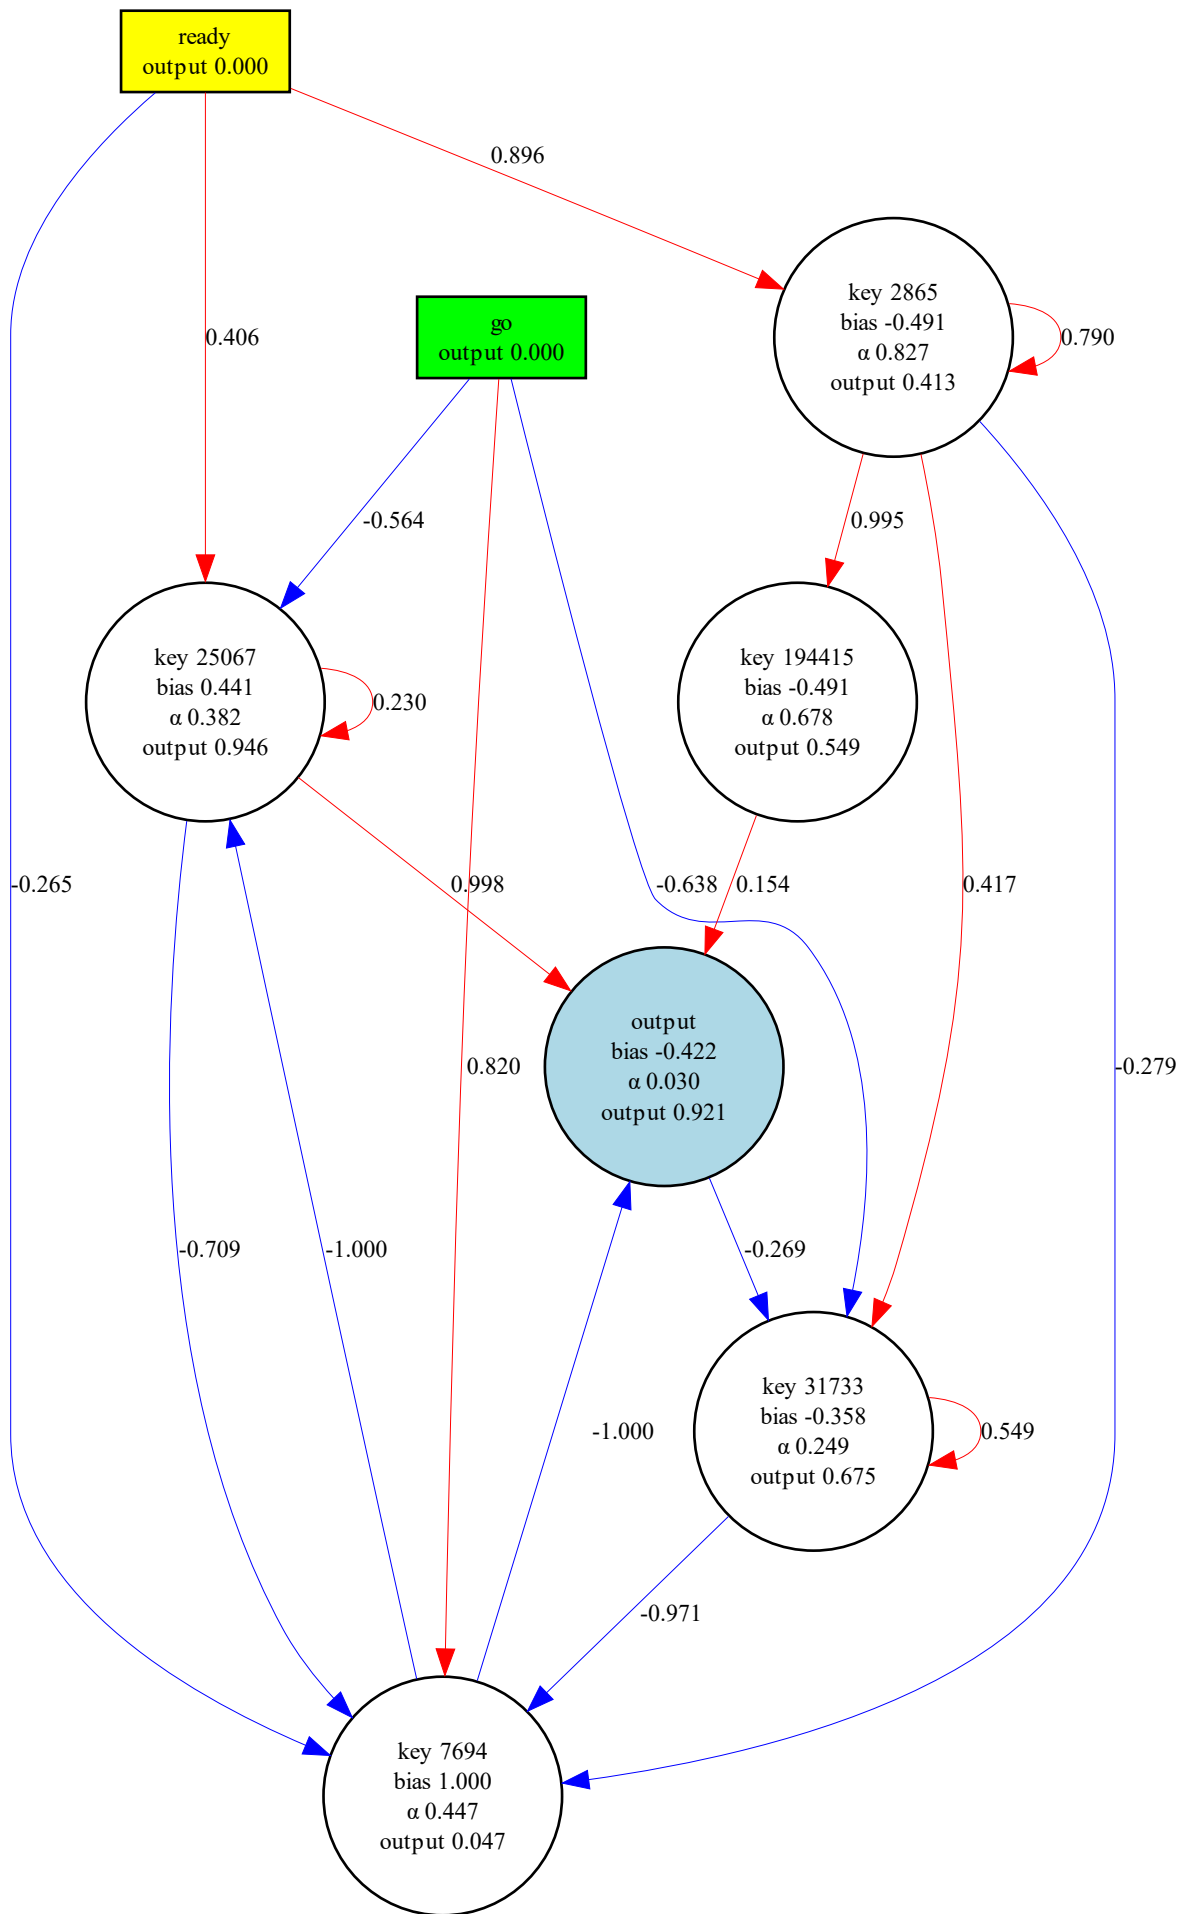 ready
output 0.000
0.896
key 2865
bias -0.491
α 0.827
output 0.413
0.790
go
output 0.000
0.406
-0.564
0.995
key 25067
bias 0.441
α 0.382
output 0.946
0.230
key 194415
bias -0.491
α 0.678
output 0.549
-0.265
0.998
-0.638
0.154
0.417
output
bias -0.422
α 0.030
output 0.921
0.820
-0.279
-0.709
-1.000
-0.269
key 31733
bias -0.358
α 0.249
output 0.675
0.549
-1.000
-0.971
key 7694
bias 1.000
α 0.447
output 0.047